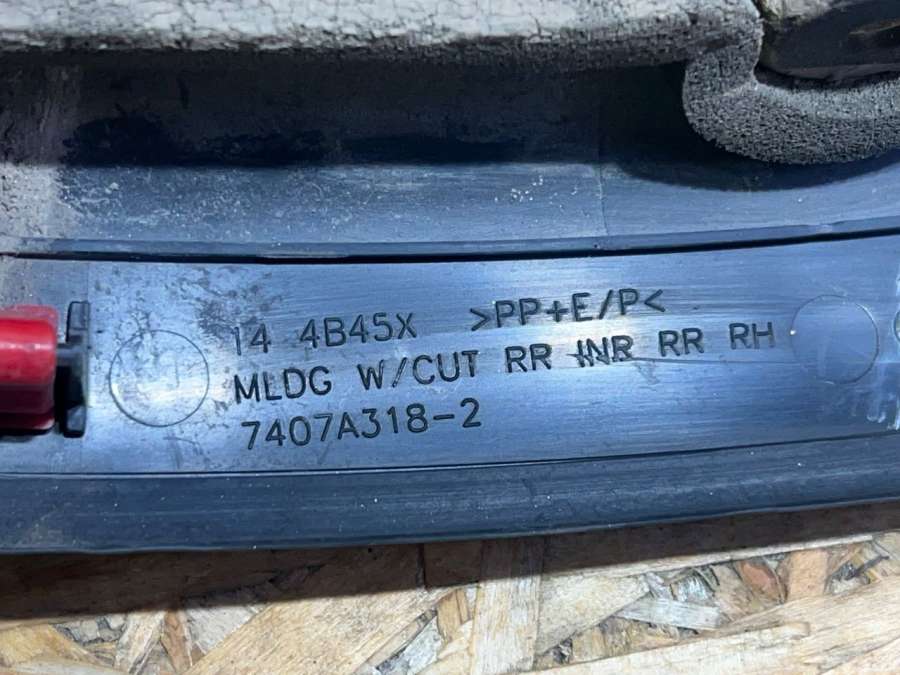 14 4B45X >PP+E/P<
MLDG W/CUT RR INR RR RH
7407A318-2